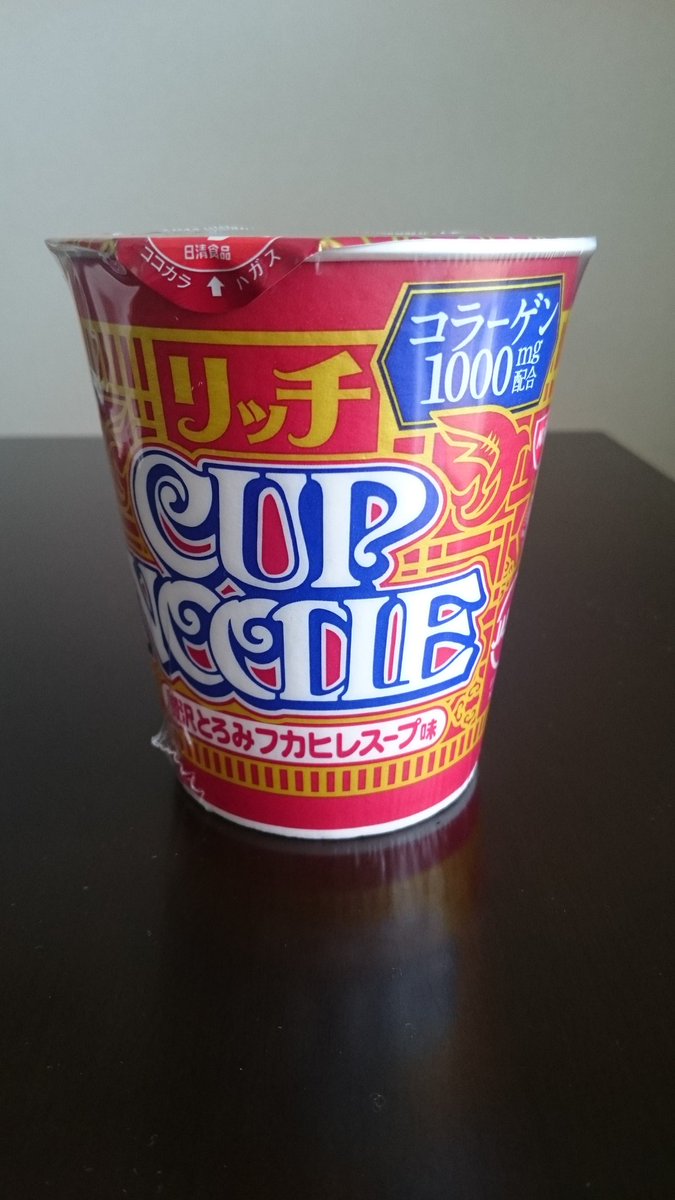 日清食品
ココカラ
ハガス
コラーゲン
1000mg
配合
リッチ
CUP
NOODLE
贅沢とろみフカヒレスープ味